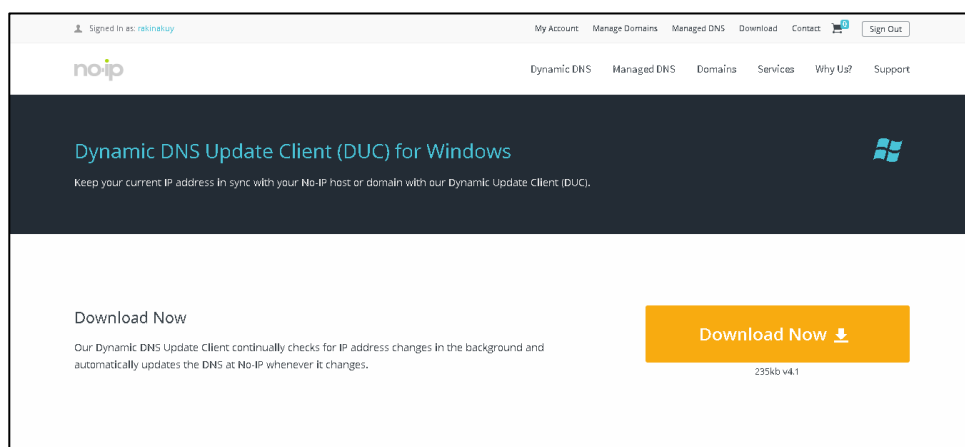 Signed In as: rakinakuy
My Account Manage Domains Managed DNS Download Contact 0 Sign Out
no-ip
Dynamic DNS Managed DNS Domains Services Why Us? Support
Dynamic DNS Update Client (DUC) for Windows
Keep your current IP address in sync with your No-IP host or domain with our Dynamic Update Client (DUC).
Download Now
Our Dynamic DNS Update Client continually checks for IP address changes in the background and
automatically updates the DNS at No-IP whenever it changes.
Download Now
235kb v4.1